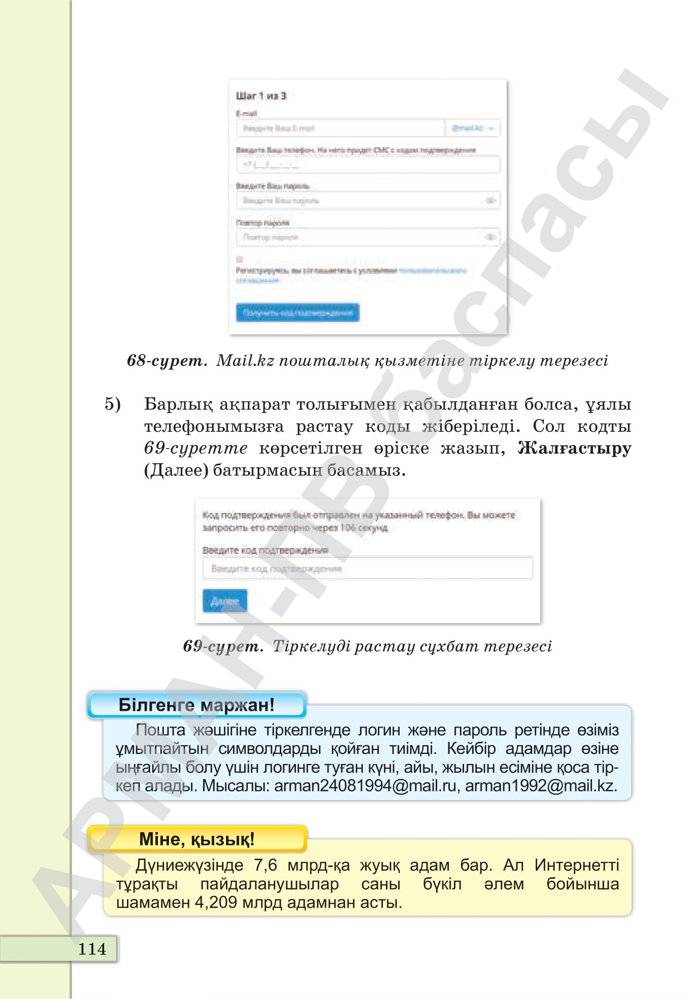 Шаг 1 из 3
E-mail
Введите Ваш E-mail @mail.kz
Введите Ваш телефон. На него придет СМС с кодом подтверждения
+7 (___) ___-__-__
Введите Ваш пароль
Введите Ваш пароль
Повтор пароля
Повтор пароля
Регистрируясь, вы соглашаетесь с условиями пользовательского
соглашения
Получить код подтверждения
68-сурет. Mail.kz пошталық қызметіне тіркелу терезесі
5) Барлық ақпарат толығымен қабылданған болса, ұялы
телефонымызға растау коды жіберіледі. Сол кодты
69-суретте көрсетілген өріске жазып, Жалғастыру
(Далее) батырмасын басамыз.
Код подтверждения был отправлен на указанный телефон. Вы можете
запросить его повторно через 106 секунд
Введите код подтверждения
Введите код подтверждения
Далее
69-сурет. Тіркелуді растау сұхбат терезесі
Білгенге маржан!
Пошта жәшігіне тіркелгенде логин және пароль ретінде өзіміз
ұмытпайтын символдарды қойған тиімді. Кейбір адамдар өзіне
ыңғайлы болу үшін логинге туған күні, айы, жылын есіміне қоса тір-
кеп алады. Мысалы: arman24081994@mail.ru, arman1992@mail.kz.
Міне, қызық!
Дүниежүзінде 7,6 млрд-қа жуық адам бар. Ал Интернетті
тұрақты пайдаланушылар саны бүкіл әлем бойынша
шамамен 4,209 млрд адамнан асты.
114
АРМАН-ПВ баспасы